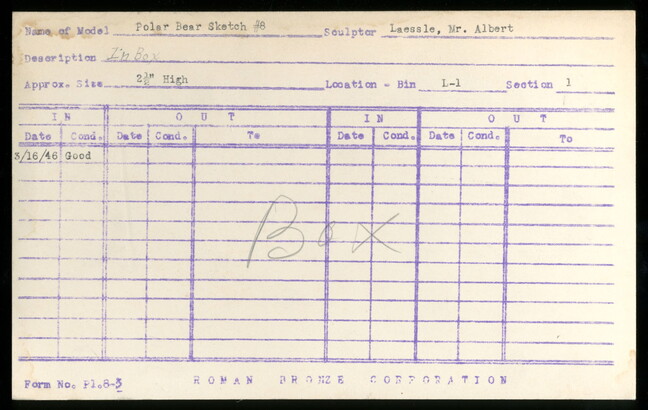 Name of Model Polar Bear Sketch #8 Sculptor Laessle, Mr. Albert
Description In Box
Approx. Size 2¾" High Location - Bin L-1 Section 1
IN OUT IN OUT
Date Cond. Date Cond. To Date Cond. Date Cond. To
3/16/46 Good
Box
Form No. Pl.8-3 ROMAN BRONZE CORPORATION